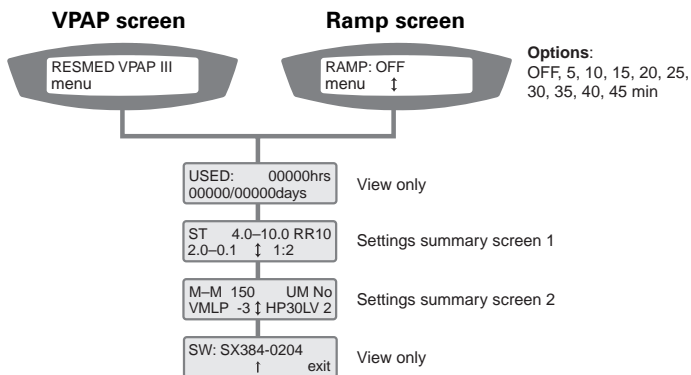 VPAP screen
Ramp screen
RESMED VPAP III
menu
RAMP: OFF
menu ↕
Options:
OFF, 5, 10, 15, 20, 25,
30, 35, 40, 45 min
USED: 00000hrs
00000/00000days
View only
ST 4.0–10.0 RR10
2.0–0.1 ↕ 1:2
Settings summary screen 1
M–M 150 UM No
VMLP -3 ↕ HP30LV 2
Settings summary screen 2
SW: SX384-0204
↑ exit
View only